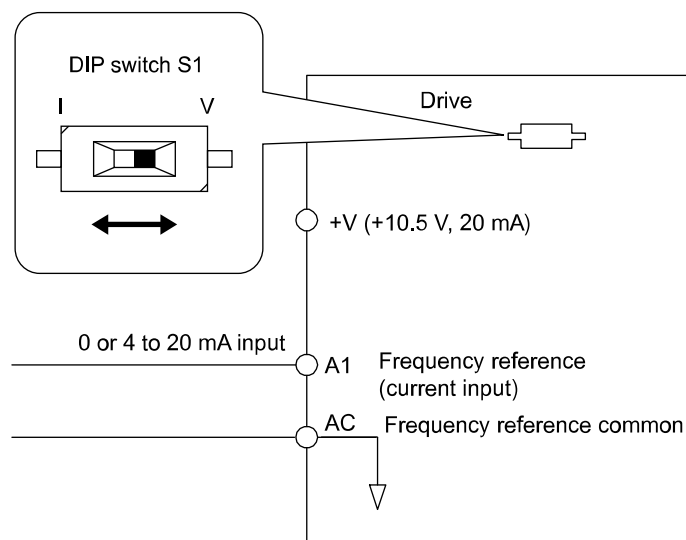 DIP switch S1
I V
Drive
+V (+10.5 V, 20 mA)
0 or 4 to 20 mA input
A1 Frequency reference
(current input)
AC Frequency reference common